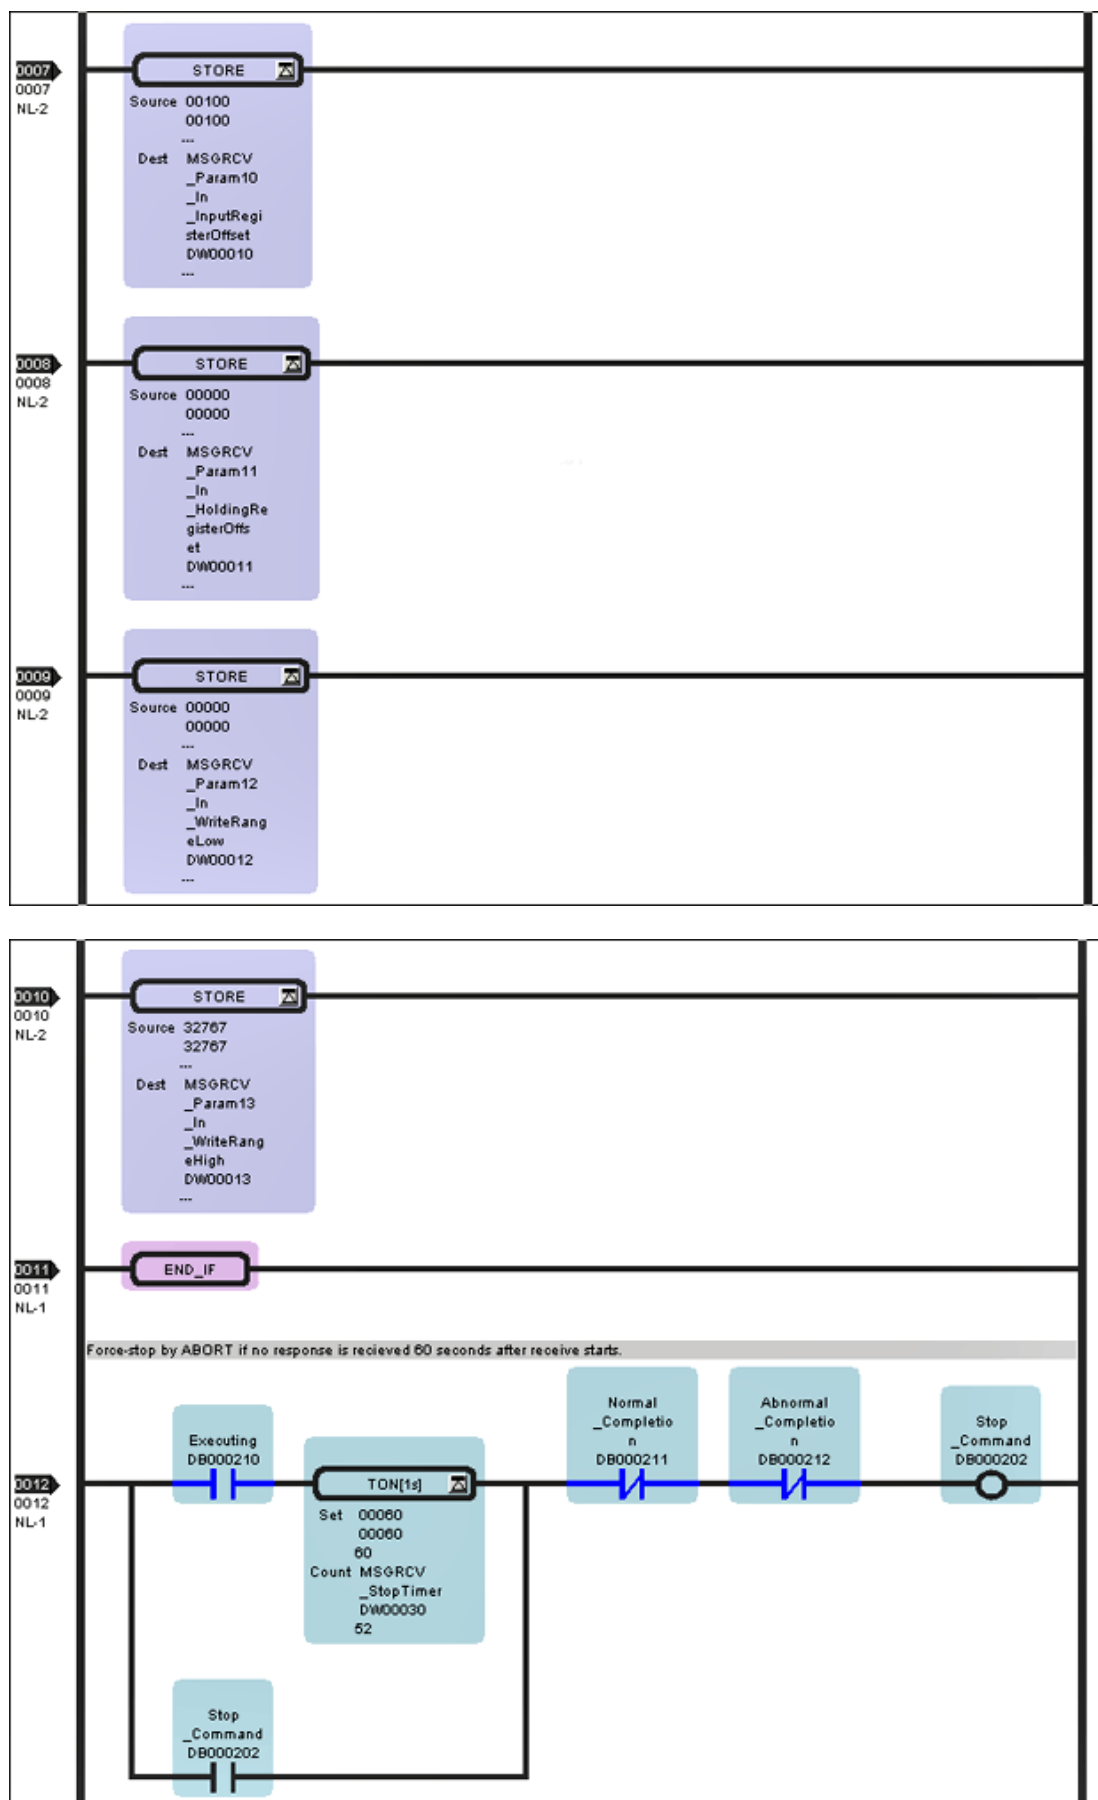 0007
STORE
0007
NL-2
Source 00100
00100
...
Dest MSGRCV
_Param10
_In
_InputRegi
sterOffset
DW00010
...
0008
STORE
0008
NL-2
Source 00000
00000
...
Dest MSGRCV
_Param11
_In
_HoldingRe
gisterOffs
et
DW00011
...
0009
STORE
0009
NL-2
Source 00000
00000
...
Dest MSGRCV
_Param12
_In
_WriteRang
eLow
DW00012
...
0010
STORE
0010
NL-2
Source 32767
32767
...
Dest MSGRCV
_Param13
_In
_WriteRang
eHigh
DW00013
...
0011
END_IF
0011
NL-1
Force-stop by ABORT if no response is recieved 60 seconds after receive starts.
0012
0012
NL-1
Executing
DB000210
TON[1s]
Set 00060
00060
60
Count MSGRCV
_StopTimer
DW00030
52
Normal
_Completio
n
DB000211
Abnormal
_Completio
n
DB000212
Stop
_Command
DB000202
Stop
_Command
DB000202